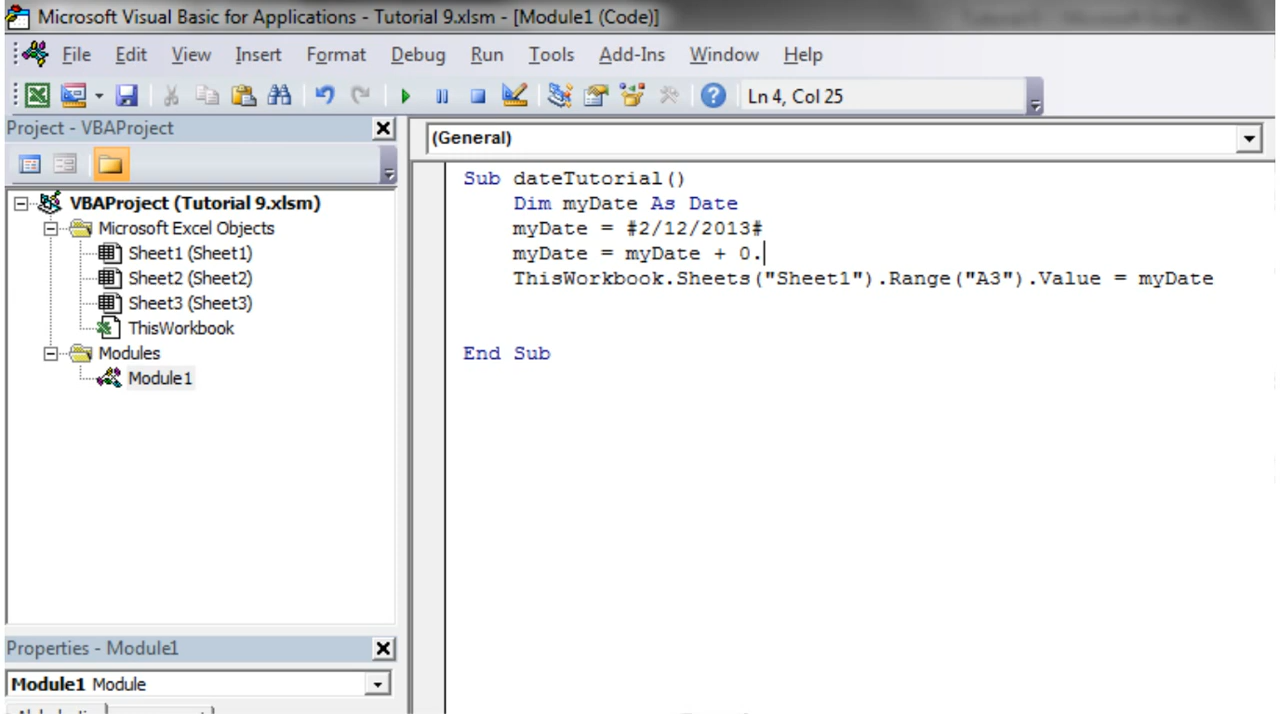 Microsoft Visual Basic for Applications - Tutorial 9.xlsm - [Module1 (Code)]
File Edit View Insert Format Debug Run Tools Add-Ins Window Help
Ln 4, Col 25
Project - VBAProject
(General)
VBAProject (Tutorial 9.xlsm)
Microsoft Excel Objects
Sheet1 (Sheet1)
Sheet2 (Sheet2)
Sheet3 (Sheet3)
ThisWorkbook
Modules
Module1
Sub dateTutorial()
Dim myDate As Date
myDate = #2/12/2013#
myDate = myDate + 0.
ThisWorkbook.Sheets("Sheet1").Range("A3").Value = myDate
End Sub
Properties - Module1
Module1 Module